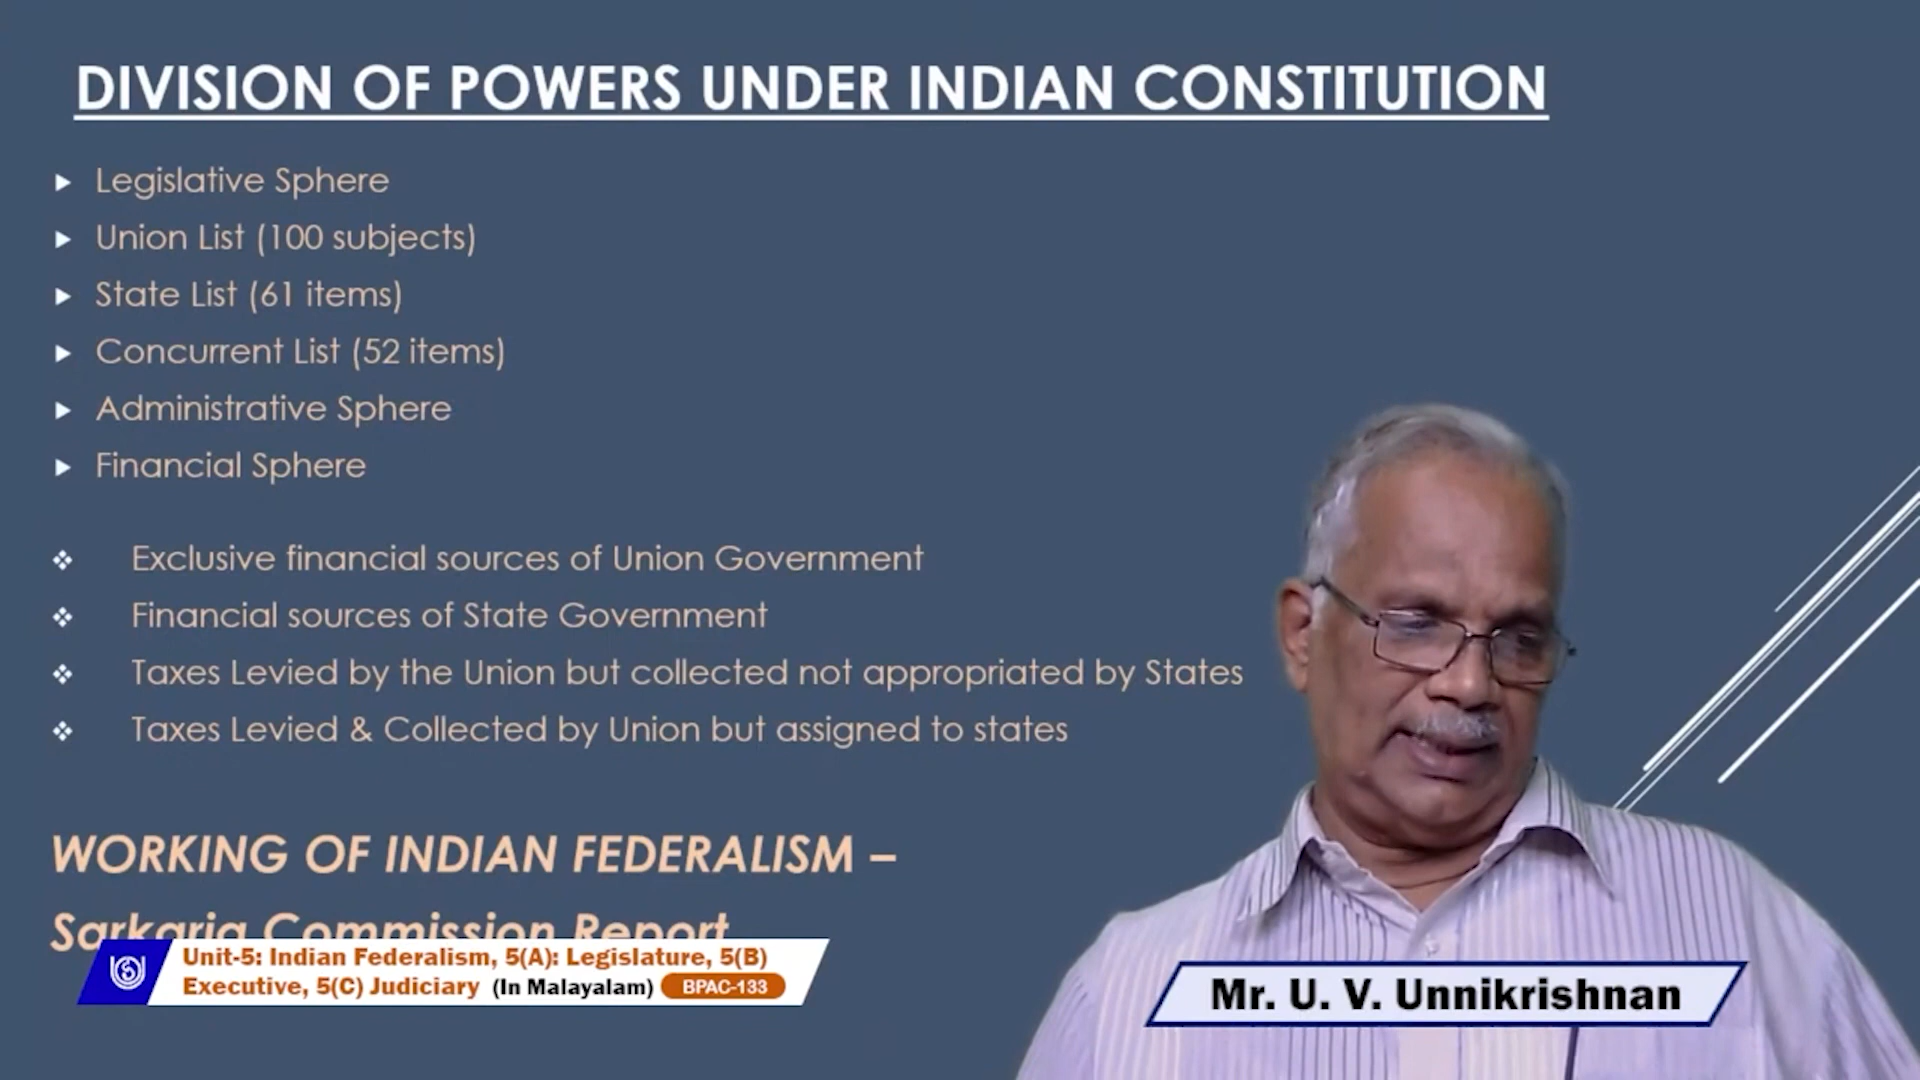 DIVISION OF POWERS UNDER INDIAN CONSTITUTION
Legislative Sphere
Union List (100 subjects)
State List (61 items)
Concurrent List (52 items)
Administrative Sphere
Financial Sphere
Exclusive financial sources of Union Government
Financial sources of State Government
Taxes Levied by the Union but collected not appropriated by States
Taxes Levied & Collected by Union but assigned to states
WORKING OF INDIAN FEDERALISM –
Sarkaria Commission Report
Unit-5: Indian Federalism, 5(A): Legislature, 5(B)
Executive, 5(C) Judiciary (In Malayalam) BPAC-133
Mr. U. V. Unnikrishnan